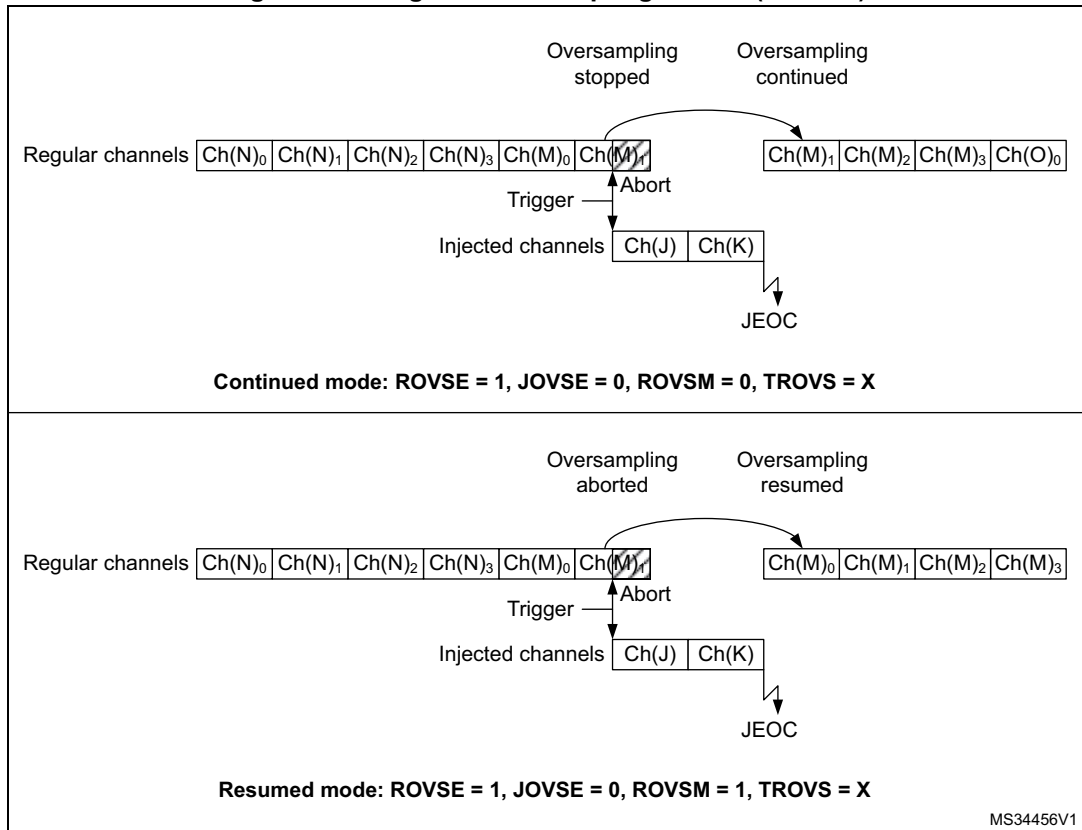 Oversampling stopped
Oversampling continued
Regular channels Ch(N)₀ Ch(N)₁ Ch(N)₂ Ch(N)₃ Ch(M)₀ Ch(M)₁ Ch(M)₁ Ch(M)₂ Ch(M)₃ Ch(O)₀
Abort
Trigger
Injected channels Ch(J) Ch(K)
JEOC
Continued mode: ROVSE = 1, JOVSE = 0, ROVSM = 0, TROVS = X
Oversampling aborted
Oversampling resumed
Regular channels Ch(N)₀ Ch(N)₁ Ch(N)₂ Ch(N)₃ Ch(M)₀ Ch(M)₁ Ch(M)₀ Ch(M)₁ Ch(M)₂ Ch(M)₃
Abort
Trigger
Injected channels Ch(J) Ch(K)
JEOC
Resumed mode: ROVSE = 1, JOVSE = 0, ROVSM = 1, TROVS = X
MS34456V1